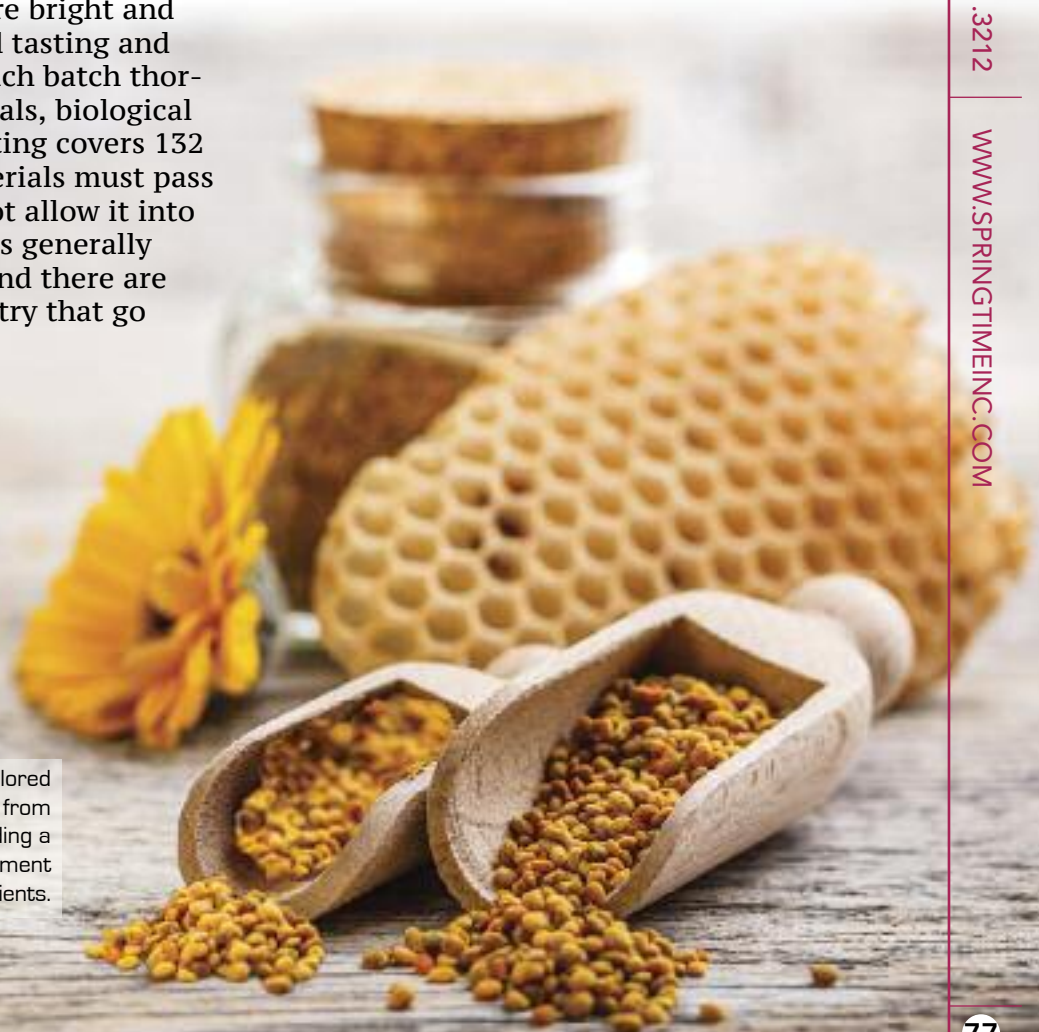 re bright and
l tasting and
ch batch thor-
als, biological
ting covers 132
erials must pass
ot allow it into
s generally
nd there are
try that go
lored
from
ling a
ment
ients.
.3212
WWW.SPRINGTIMEINC.COM
77